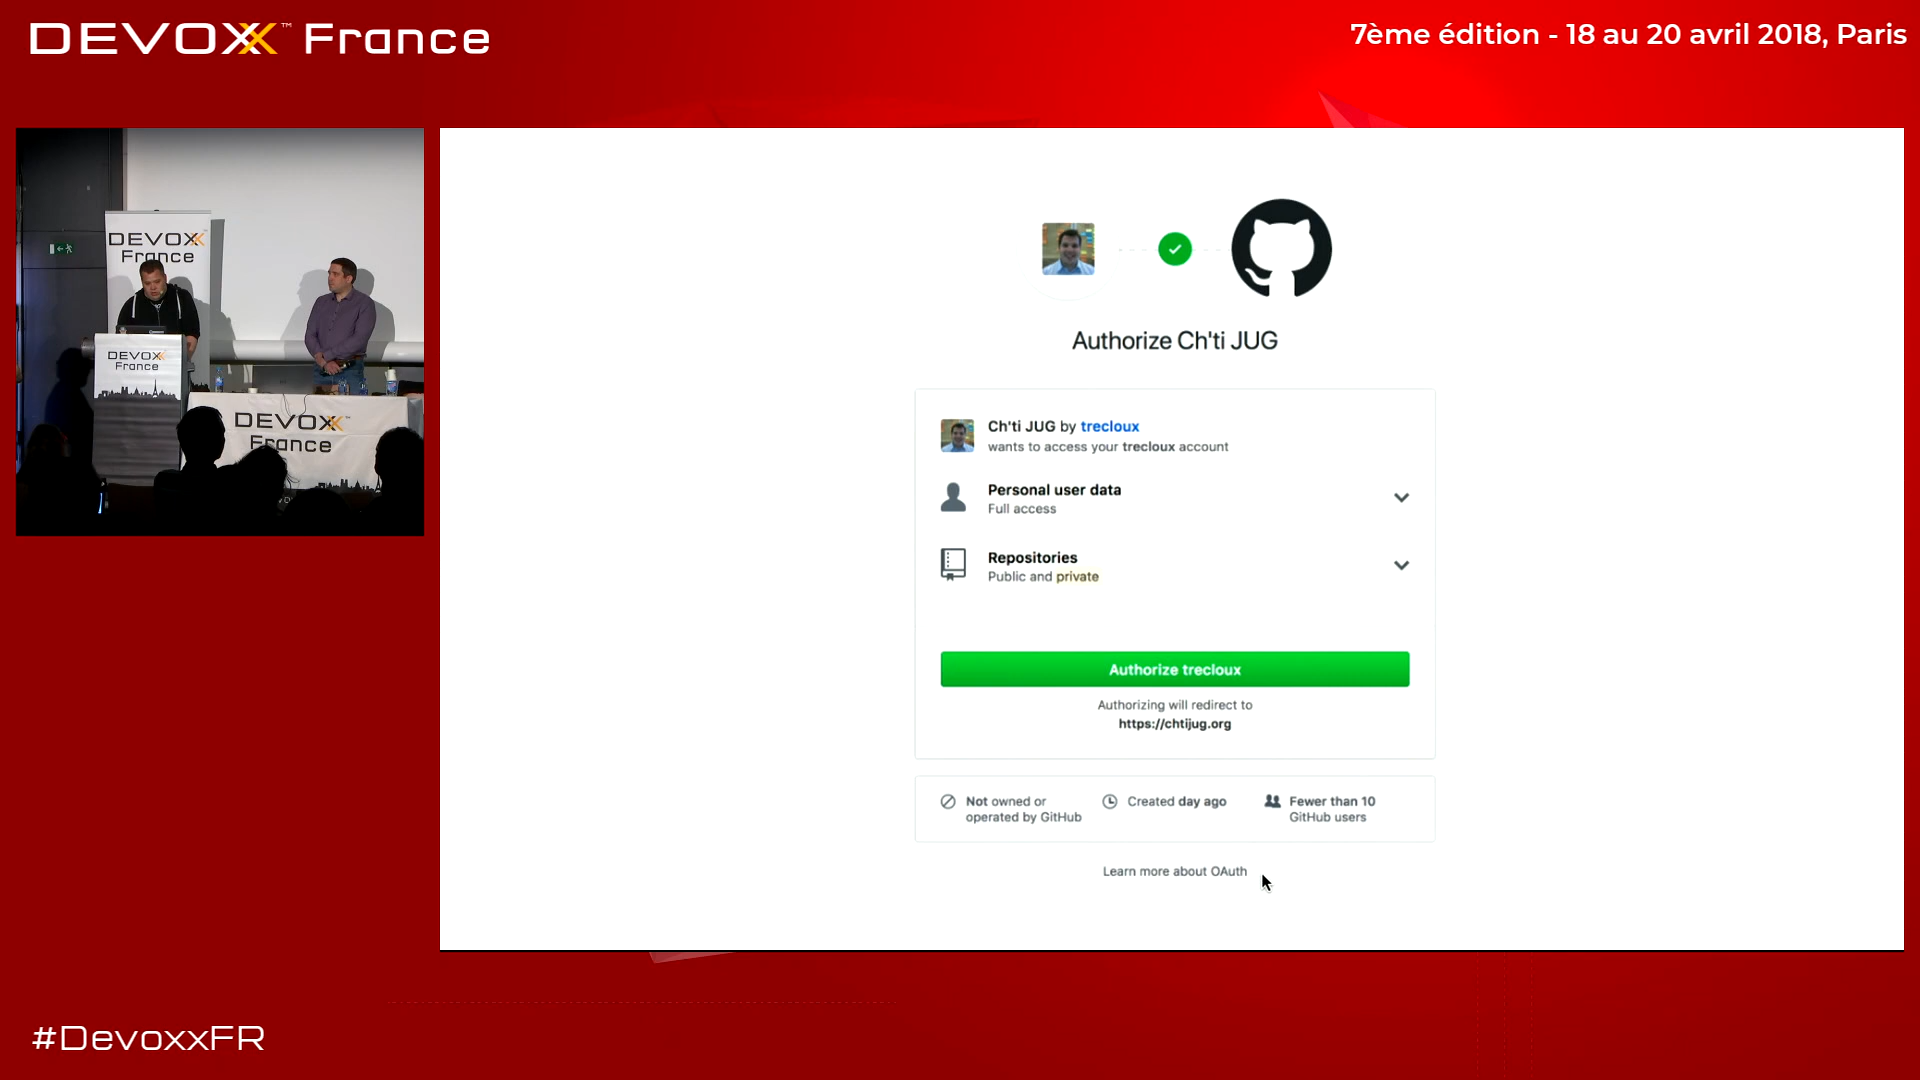 DEVOXX™ France
7ème édition - 18 au 20 avril 2018, Paris
DEVOXX
France
DEVOXX
France
DEVOXX™
France
Authorize Ch'ti JUG
Ch'ti JUG by trecloux
wants to access your trecloux account
Personal user data
Full access
Repositories
Public and private
Authorize trecloux
Authorizing will redirect to
https://chtijug.org
Not owned or
operated by GitHub
Created day ago
Fewer than 10
GitHub users
Learn more about OAuth
#DevoxxFR